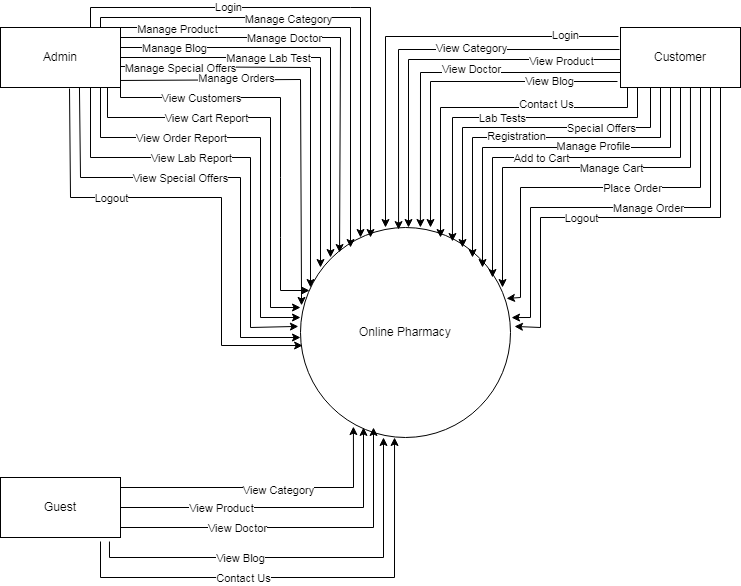 Login
Manage Category
Manage Product
Manage Doctor
Manage Blog
Manage Lab Test
Manage Special Offers
Manage Orders
Admin
View Customers
View Cart Report
View Order Report
View Lab Report
View Special Offers
Logout
Login
View Category
View Product
View Doctor
View Blog
Customer
Contact Us
Lab Tests
Special Offers
Registration
Manage Profile
Add to Cart
Manage Cart
Place Order
Manage Order
Logout
Online Pharmacy
Guest
View Category
View Product
View Doctor
View Blog
Contact Us